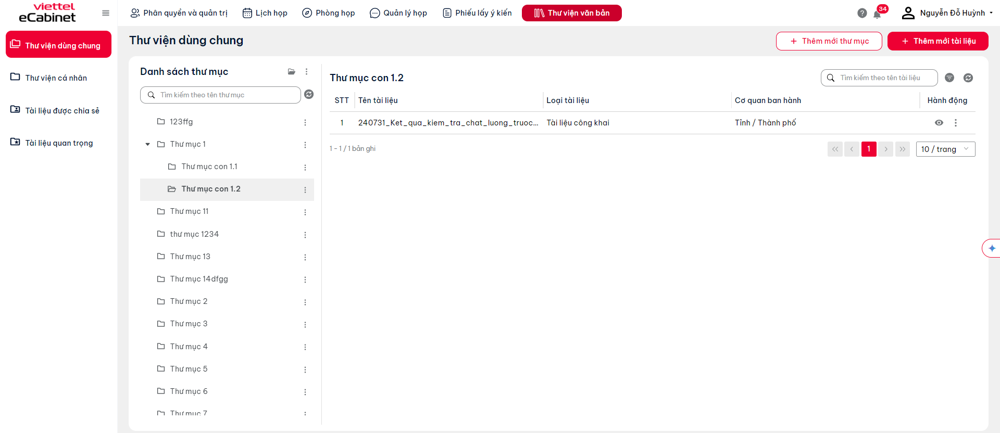 viettel
eCabinet
Phân quyền và quản trị
Lịch họp
Phòng họp
Quản lý họp
Phiếu lấy ý kiến
Thư viện văn bản
?
34
Nguyễn Đỗ Huỳnh
Thư viện dùng chung
Thư viện cá nhân
Tài liệu được chia sẻ
Tài liệu quan trọng
Thư viện dùng chung
+ Thêm mới thư mục
+ Thêm mới tài liệu
Danh sách thư mục
Tìm kiếm theo tên thư mục
123ffg
Thư mục 1
Thư mục con 1.1
Thư mục con 1.2
Thư mục 11
thư mục 1234
Thư mục 13
Thư mục 14dfgg
Thư mục 2
Thư mục 3
Thư mục 4
Thư mục 5
Thư mục 6
Thư mục 7
Thư mục con 1.2
Tìm kiếm theo tên tài liệu
STT Tên tài liệu Loại tài liệu Cơ quan ban hành Hành động
1 240731_Ket_qua_kiem_tra_chat_luong_truoc... Tài liệu công khai Tỉnh / Thành phố
1 - 1 / 1 bản ghi
1
10 / trang